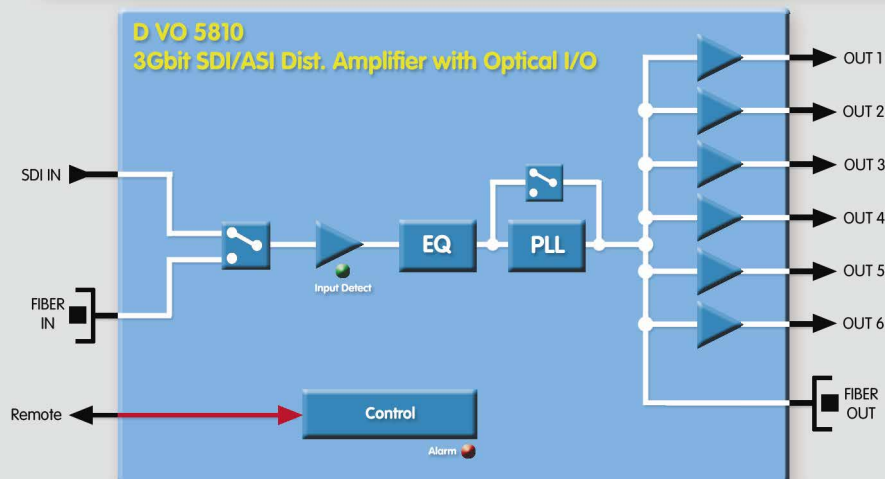 D VO 5810
3Gbit SDI/ASI Dist. Amplifier with Optical I/O
OUT 1
OUT 2
OUT 3
SDI IN
OUT 4
EQ
PLL
OUT 5
Input Detect
FIBER
IN
OUT 6
FIBER
OUT
Remote
Control
Alarm